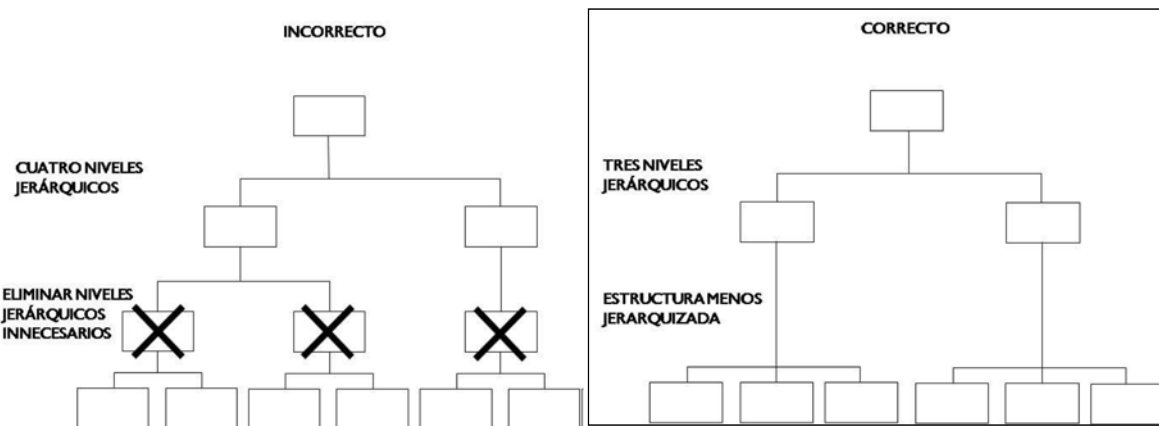 INCORRECTO
CUATRO NIVELES
JERÁRQUICOS
ELIMINAR NIVELES
JERÁRQUICOS
INNECESARIOS
CORRECTO
TRES NIVELES
JERÁRQUICOS
ESTRUCTURA MENOS
JERARQUIZADA